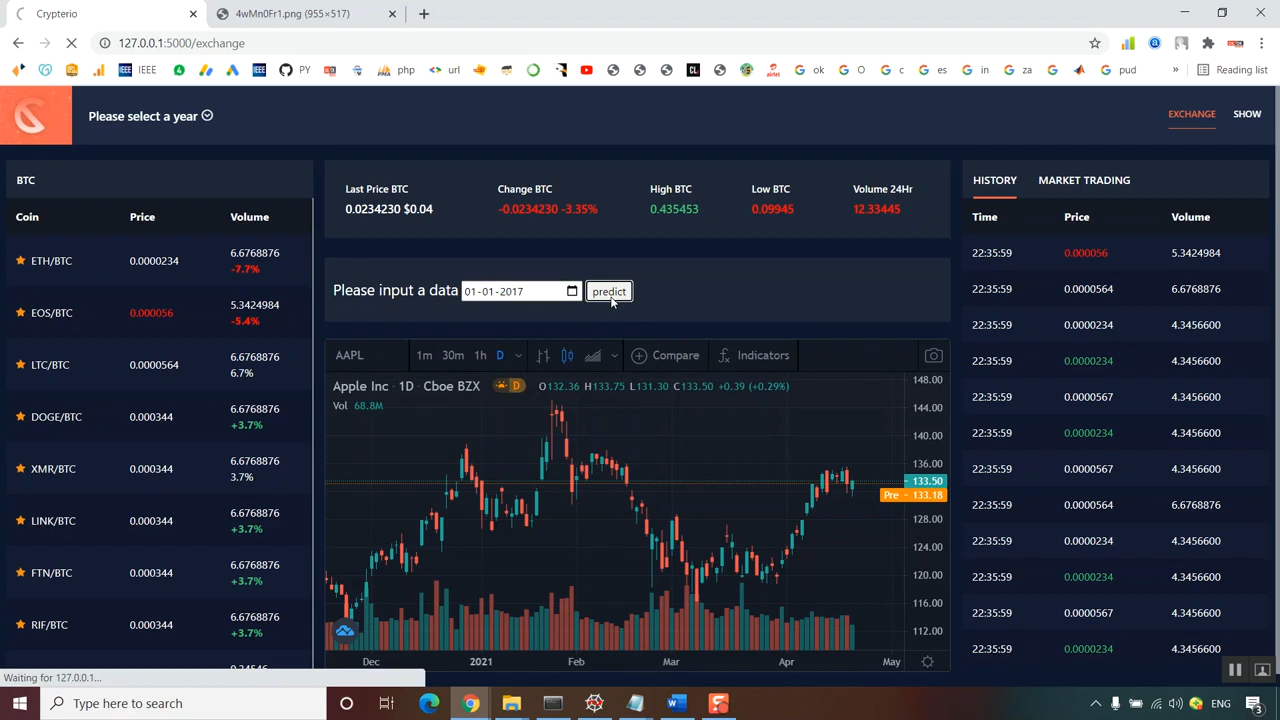 Crypterio
4wMn0Fr1.png (955×517)
127.0.0.1:5000/exchange
IEEE
PY
IEEE
php
url
ok
O
c
es
in
za
pud
»
Reading list
Please select a year
EXCHANGE
SHOW
BTC
Coin Price Volume
ETH/BTC 0.0000234 6.6768876
-7.7%
EOS/BTC 0.000056 5.3424984
-5.4%
LTC/BTC 0.0000564 6.6768876
6.7%
DOGE/BTC 0.000344 6.6768876
+3.7%
XMR/BTC 0.000344 6.6768876
3.7%
LINK/BTC 0.000344 6.6768876
+3.7%
FTN/BTC 0.000344 6.6768876
+3.7%
RIF/BTC 0.000344 6.6768876
+3.7%
Last Price BTC Change BTC High BTC Low BTC Volume 24Hr
0.0234230 $0.04 -0.0234230 -3.35% 0.435453 0.09945 12.33445
Please input a data 01-01-2017 predict
AAPL 1m 30m 1h D Compare Indicators
Apple Inc · 1D · Cboe BZX D O132.36 H133.75 L131.30 C133.50 +0.39 (+0.29%)
Vol 68.8M
148.00
144.00
140.00
136.00
133.50
Pre 133.18
128.00
124.00
120.00
116.00
112.00
Dec 2021 Feb Mar Apr May
HISTORY MARKET TRADING
Time Price Volume
22:35:59 0.000056 5.3424984
22:35:59 0.0000564 6.6768876
22:35:59 0.0000234 4.3456600
22:35:59 0.0000234 4.3456600
22:35:59 0.0000567 4.3456600
22:35:59 0.0000234 4.3456600
22:35:59 0.0000567 4.3456600
22:35:59 0.0000564 6.6768876
22:35:59 0.0000234 4.3456600
22:35:59 0.0000234 4.3456600
22:35:59 0.0000567 4.3456600
22:35:59 0.0000234 4.3456600
Waiting for 127.0.0.1...
Type here to search
ENG
3